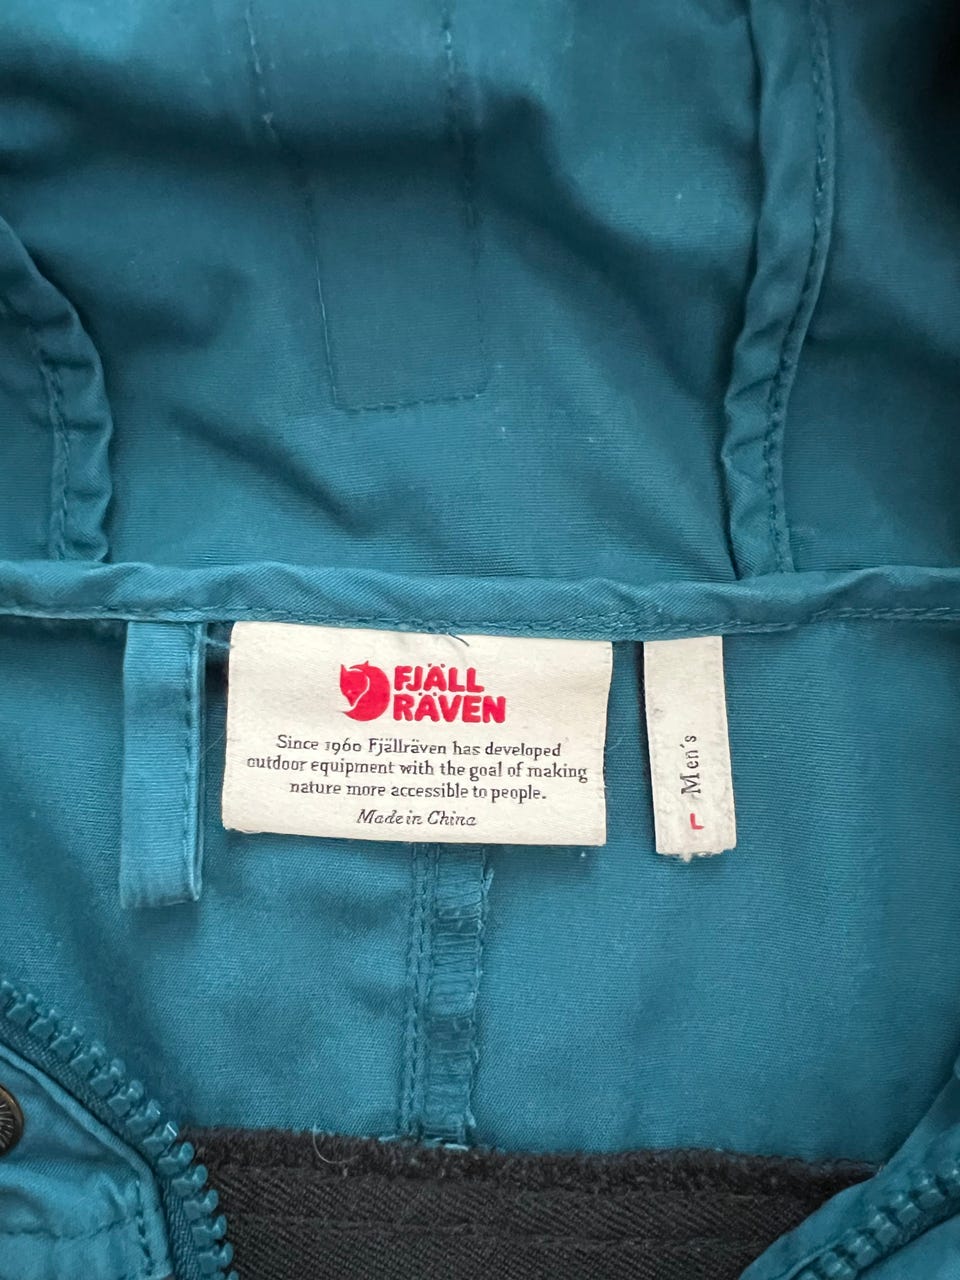 FJÄLL
RÄVEN
Since 1960 Fjällräven has developed
outdoor equipment with the goal of making
nature more accessible to people.
Made in China
L Men's